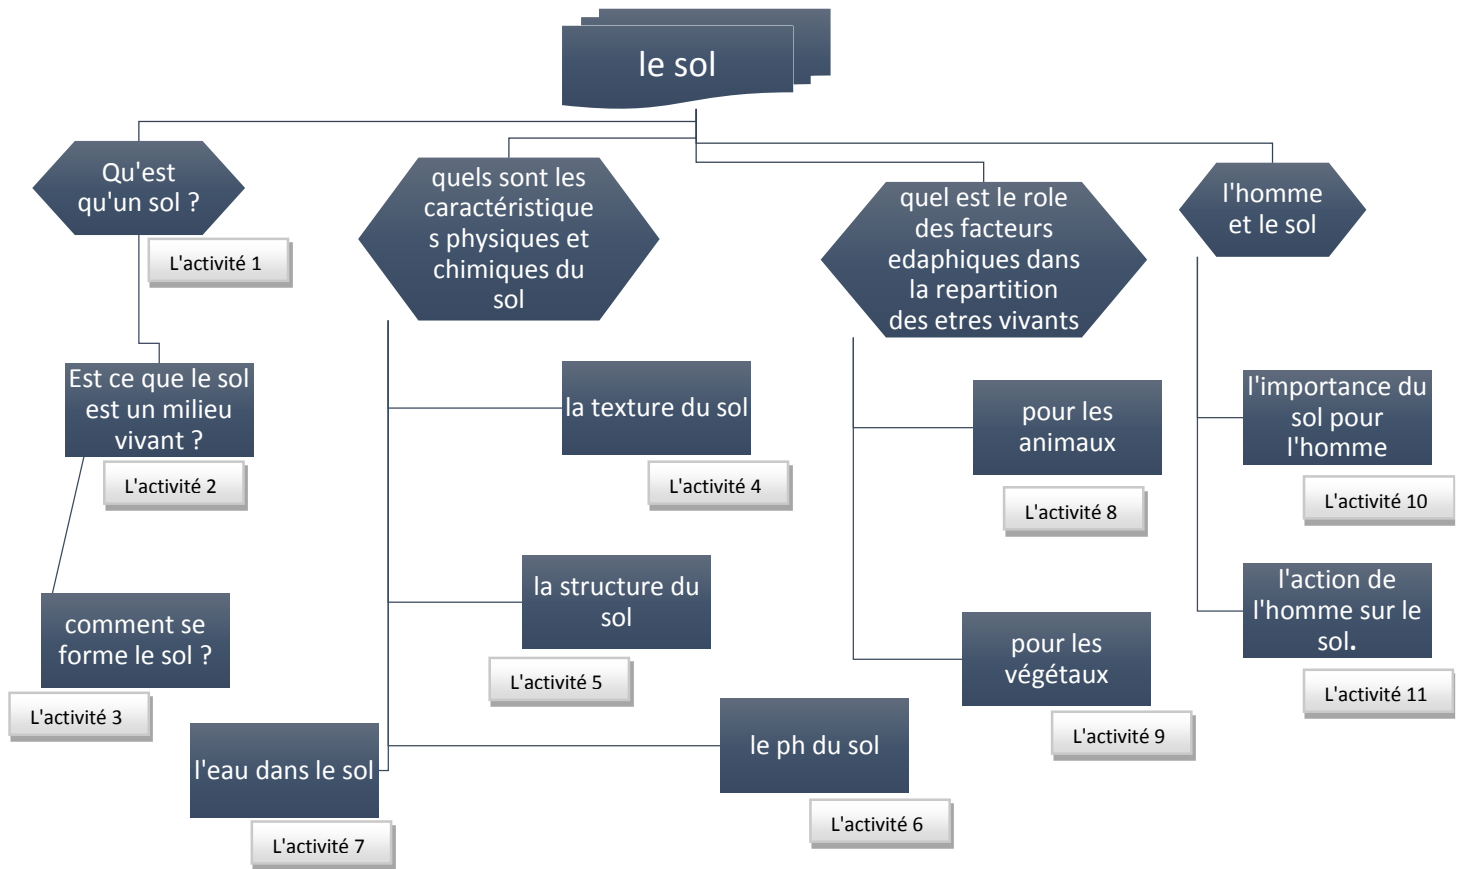 le sol
Qu'est
qu'un sol ?
L'activité 1
Est ce que le sol
est un milieu
vivant ?
L'activité 2
comment se
forme le sol ?
L'activité 3
quels sont les
caractéristique
s physiques et
chimiques du
sol
la texture du sol
L'activité 4
la structure du
sol
L'activité 5
le ph du sol
L'activité 6
l'eau dans le sol
L'activité 7
quel est le role
des facteurs
edaphiques dans
la repartition
des etres vivants
pour les
animaux
L'activité 8
pour les
végétaux
L'activité 9
l'homme
et le sol
l'importance du
sol pour
l'homme
L'activité 10
l'action de
l'homme sur le
sol.
L'activité 11